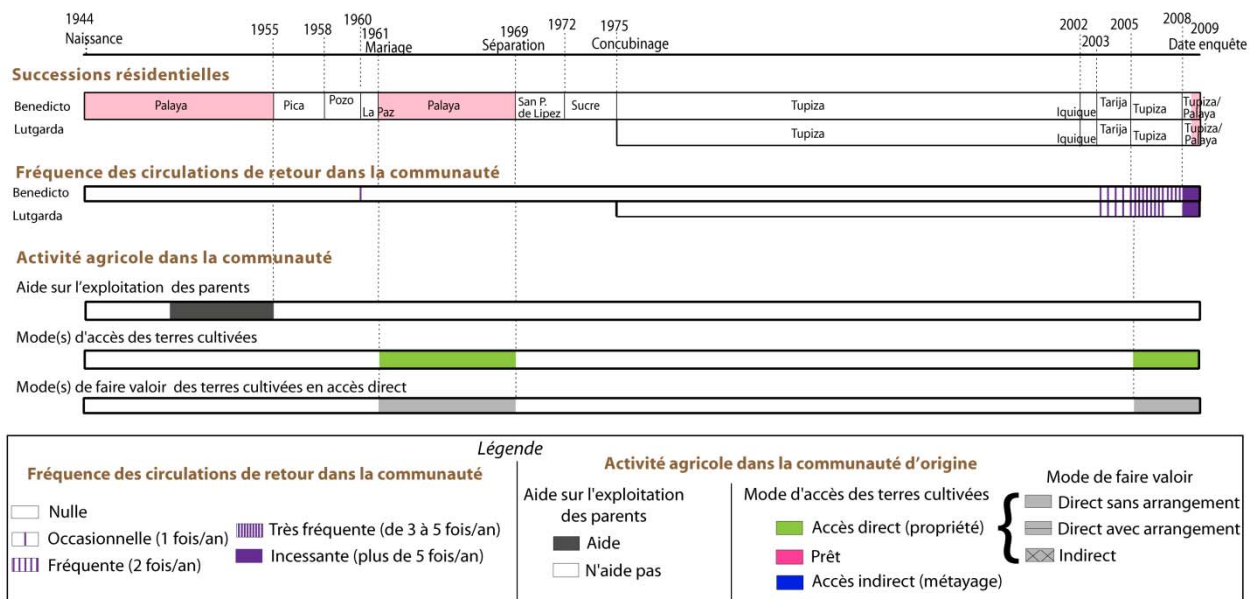 1944 1955 1958 1960 1961 1969 1972 1975 2002 2003 2005 2008 2009
Naissance Mariage Séparation Concubinage Date enquête
Successions résidentielles
Benedicto Palaya Pica Pozo La Paz Palaya San P. de Lipez Sucre Tupiza Iquique Tarija Tupiza Tupiza/ Palaya
Lutgarda Tupiza Iquique Tarija Tupiza Tupiza/ Palaya
Fréquence des circulations de retour dans la communauté
Benedicto
Lutgarda
Activité agricole dans la communauté
Aide sur l'exploitation des parents
Mode(s) d'accès des terres cultivées
Mode(s) de faire valoir des terres cultivées en accès direct
Légende
Fréquence des circulations de retour dans la communauté
Nulle
Occasionnelle (1 fois/an)
Fréquente (2 fois/an)
Très fréquente (de 3 à 5 fois/an)
Incessante (plus de 5 fois/an)
Activité agricole dans la communauté d'origine
Aide sur l'exploitation
des parents
Aide
N'aide pas
Mode d'accès des terres cultivées
Accès direct (propriété)
Prêt
Accès indirect (métayage)
Mode de faire valoir
Direct sans arrangement
Direct avec arrangement
Indirect